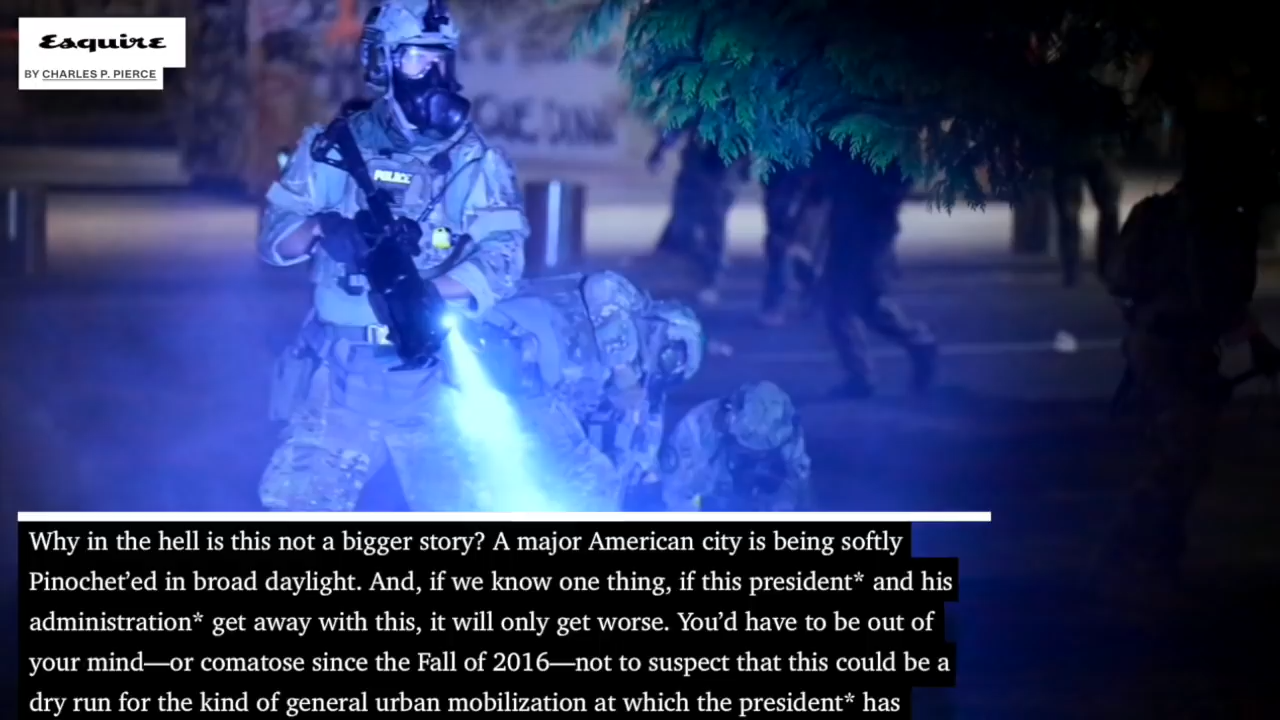 Esquire
BY CHARLES P. PIERCE
POLICE
Why in the hell is this not a bigger story? A major American city is being softly
Pinochet’ed in broad daylight. And, if we know one thing, if this president* and his
administration* get away with this, it will only get worse. You’d have to be out of
your mind—or comatose since the Fall of 2016—not to suspect that this could be a
dry run for the kind of general urban mobilization at which the president* has